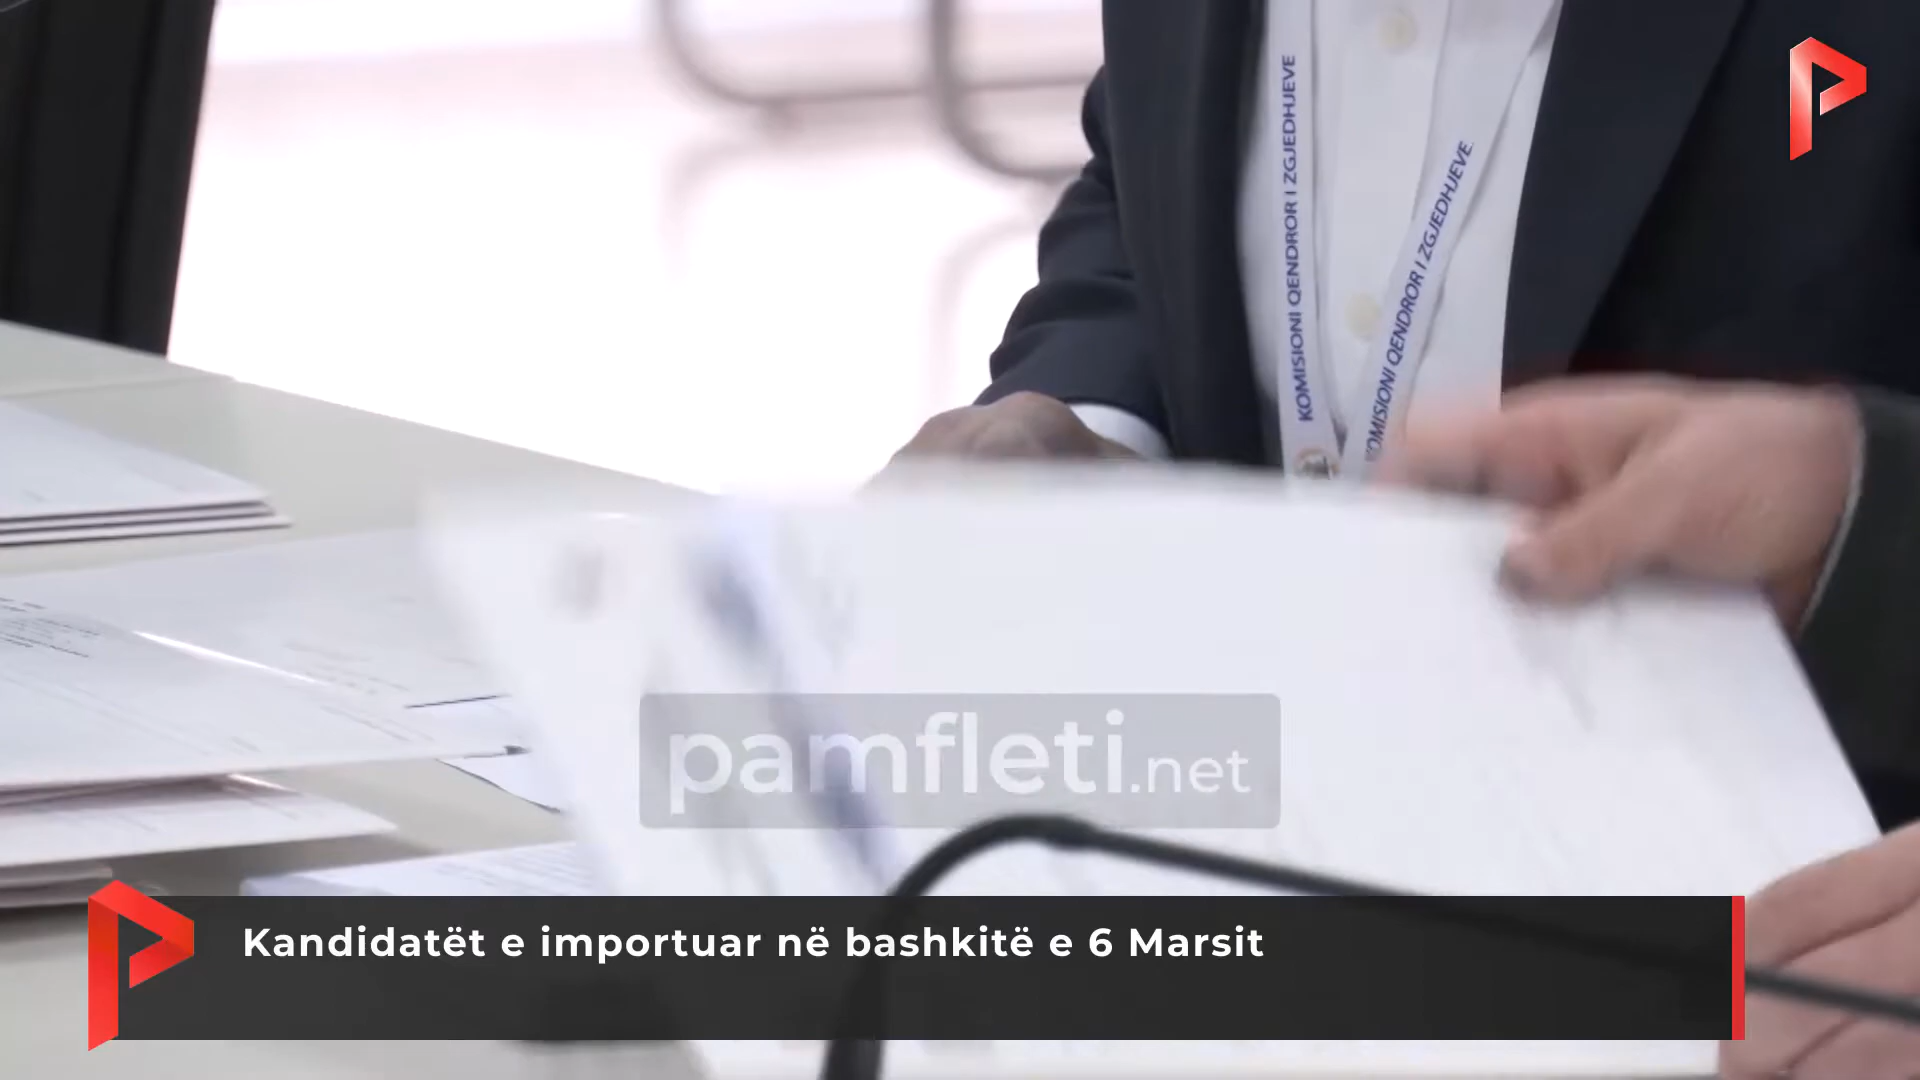 KOMISIONI QENDROR I ZGJEDHJEVE
KOMISIONI QENDROR I ZGJEDHJEVE
pamfleti.net
Kandidatët e importuar në bashkitë e 6 Marsit